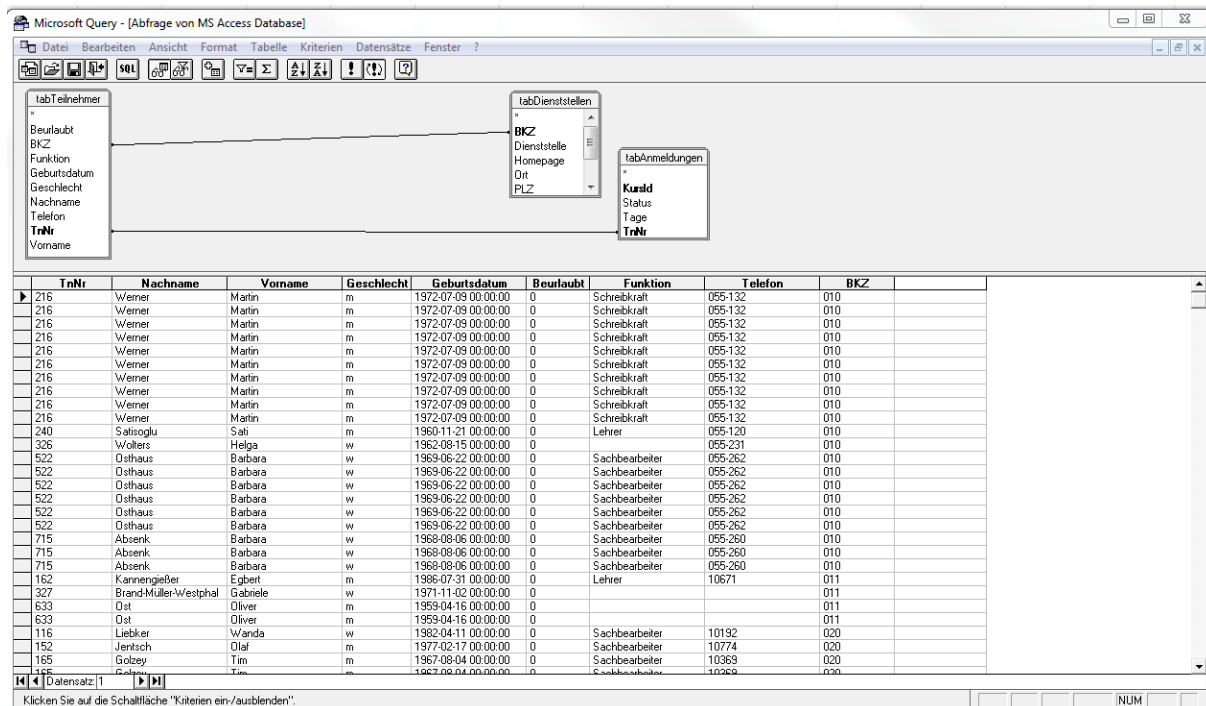 Microsoft Query - [Abfrage von MS Access Database]
Datei Bearbeiten Ansicht Format Tabelle Kriterien Datensätze Fenster ?
SQL
tabTeilnehmer
*
Beurlaubt
BKZ
Funktion
Geburtsdatum
Geschlecht
Nachname
Telefon
TnNr
Vorname
tabDienststellen
*
BKZ
Dienststelle
Homepage
Ort
PLZ
tabAnmeldungen
*
KursId
Status
Tage
TnNr
TnNr Nachname Vorname Geschlecht Geburtsdatum Beurlaubt Funktion Telefon BKZ
216 Werner Martin m 1972-07-09 00:00:00 0 Schreibkraft 055-132 010
216 Werner Martin m 1972-07-09 00:00:00 0 Schreibkraft 055-132 010
216 Werner Martin m 1972-07-09 00:00:00 0 Schreibkraft 055-132 010
216 Werner Martin m 1972-07-09 00:00:00 0 Schreibkraft 055-132 010
216 Werner Martin m 1972-07-09 00:00:00 0 Schreibkraft 055-132 010
216 Werner Martin m 1972-07-09 00:00:00 0 Schreibkraft 055-132 010
216 Werner Martin m 1972-07-09 00:00:00 0 Schreibkraft 055-132 010
216 Werner Martin m 1972-07-09 00:00:00 0 Schreibkraft 055-132 010
216 Werner Martin m 1972-07-09 00:00:00 0 Schreibkraft 055-132 010
216 Werner Martin m 1972-07-09 00:00:00 0 Schreibkraft 055-132 010
240 Satisoglu Sati m 1960-11-21 00:00:00 0 Lehrer 055-120 010
326 Wolters Helga w 1962-08-15 00:00:00 0 055-231 010
522 Osthaus Barbara w 1969-06-22 00:00:00 0 Sachbearbeiter 055-262 010
522 Osthaus Barbara w 1969-06-22 00:00:00 0 Sachbearbeiter 055-262 010
522 Osthaus Barbara w 1969-06-22 00:00:00 0 Sachbearbeiter 055-262 010
522 Osthaus Barbara w 1969-06-22 00:00:00 0 Sachbearbeiter 055-262 010
522 Osthaus Barbara w 1969-06-22 00:00:00 0 Sachbearbeiter 055-262 010
522 Osthaus Barbara w 1969-06-22 00:00:00 0 Sachbearbeiter 055-262 010
715 Absenk Barbara w 1968-08-06 00:00:00 0 Sachbearbeiter 055-260 010
715 Absenk Barbara w 1968-08-06 00:00:00 0 Sachbearbeiter 055-260 010
715 Absenk Barbara w 1968-08-06 00:00:00 0 Sachbearbeiter 055-260 010
162 Kannengießer Egbert m 1986-07-31 00:00:00 0 Lehrer 10671 011
327 Brand-Müller-Westphal Gabriele w 1971-11-02 00:00:00 0 011
633 Ost Oliver m 1959-04-16 00:00:00 0 011
633 Ost Oliver m 1959-04-16 00:00:00 0 011
116 Liebker Wanda w 1982-04-11 00:00:00 0 Sachbearbeiter 10192 020
152 Jentsch Olaf m 1977-02-17 00:00:00 0 Sachbearbeiter 10774 020
165 Golzey Tim m 1967-08-04 00:00:00 0 Sachbearbeiter 10369 020
165 Golzey Tim m 1967-08-04 00:00:00 0 Sachbearbeiter 10369 020
Datensatz: 1
Klicken Sie auf die Schaltfläche "Kriterien ein-/ausblenden". NUM